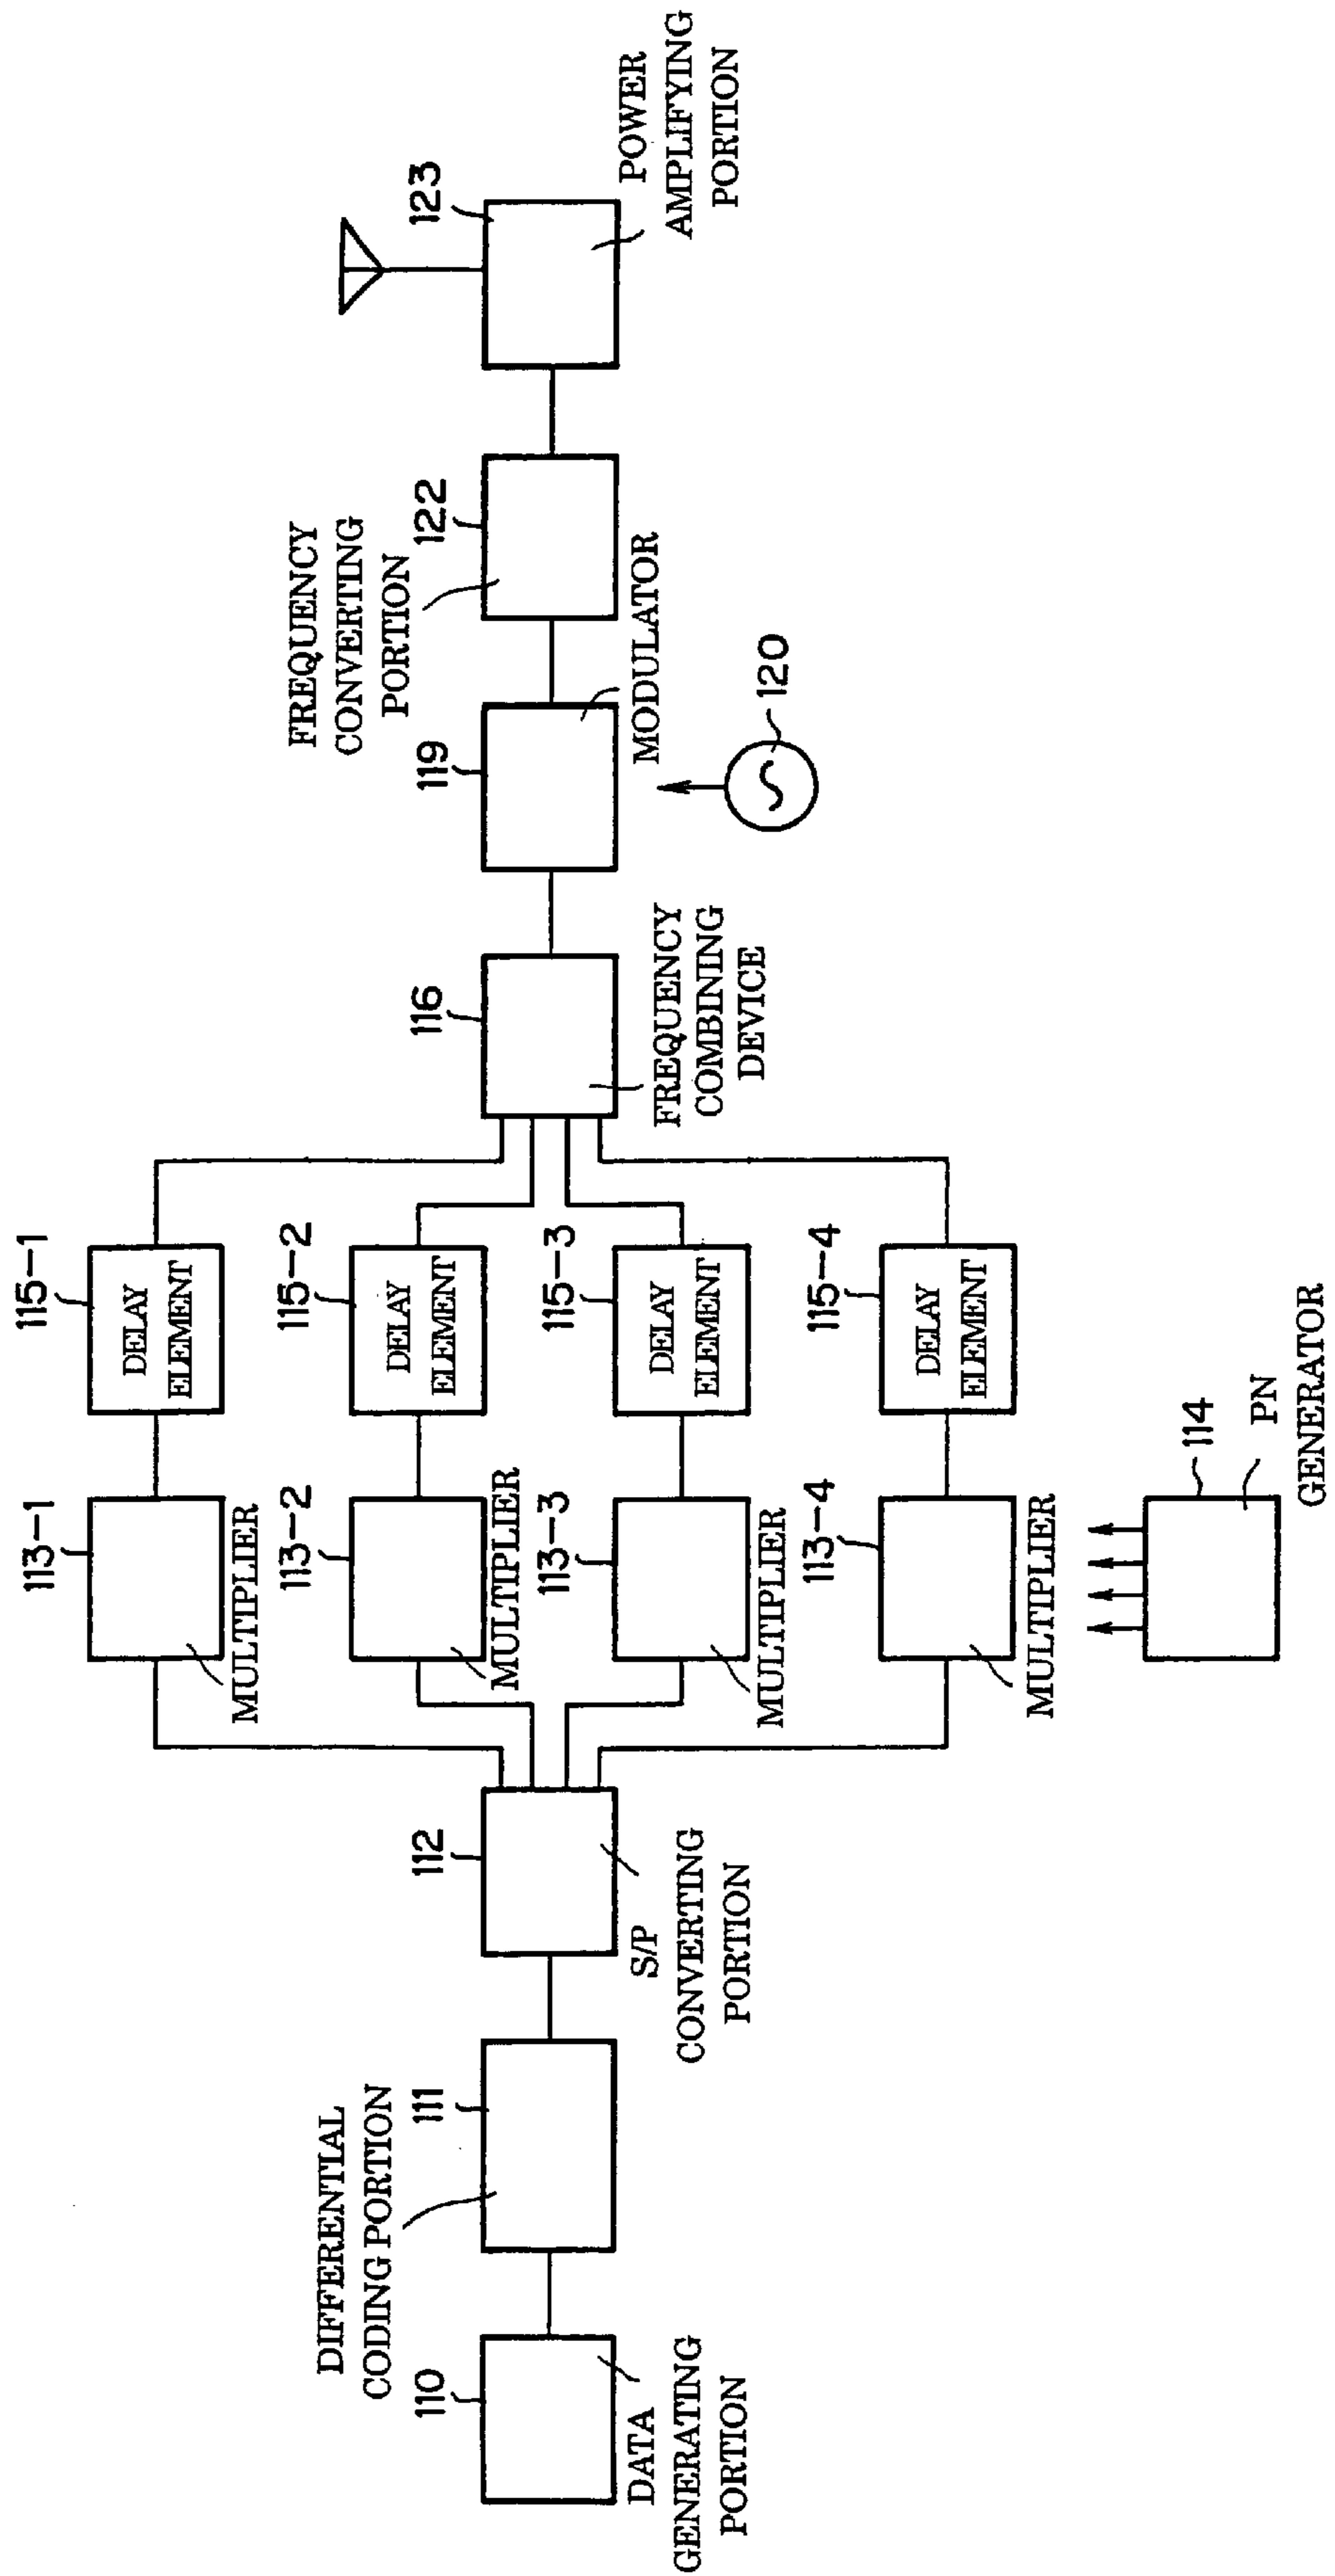 110
DATA
GENERATING
PORTION
DIFFERENTIAL
CODING PORTION
111
112
S/P
CONVERTING
PORTION
113-1
MULTIPLIER
115-1
DELAY
ELEMENT
113-2
MULTIPLIER
115-2
DELAY
ELEMENT
113-3
MULTIPLIER
115-3
DELAY
ELEMENT
113-4
MULTIPLIER
115-4
DELAY
ELEMENT
114
PN
GENERATOR
116
FREQUENCY
COMBINING
DEVICE
119
MODULATOR
120
FREQUENCY
CONVERTING
PORTION
122
123
POWER
AMPLIFYING
PORTION